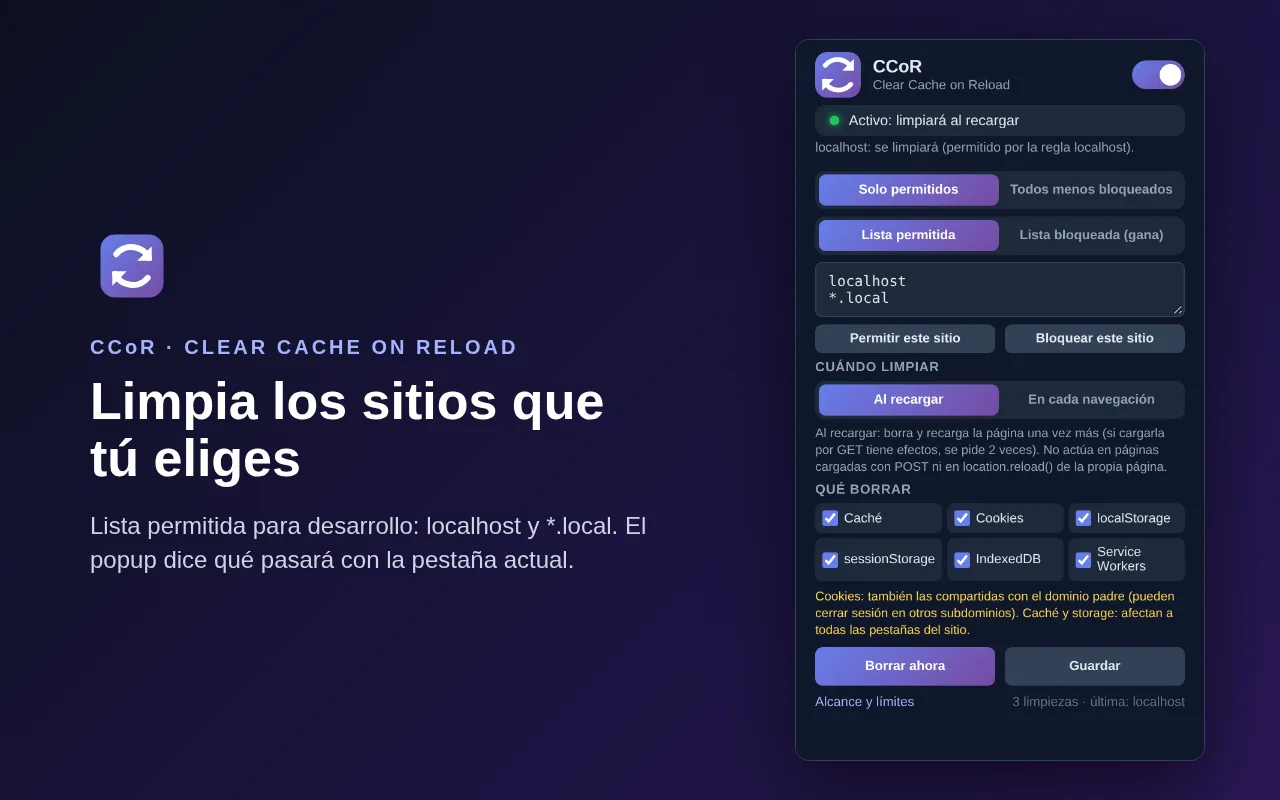 CCoR · CLEAR CACHE ON RELOAD
Limpia los sitios que
tú eliges
Lista permitida para desarrollo: localhost y *.local. El
popup dice qué pasará con la pestaña actual.
CCoR
Clear Cache on Reload
Activo: limpiará al recargar
localhost: se limpiará (permitido por la regla localhost).
Solo permitidos Todos menos bloqueados
Lista permitida Lista bloqueada (gana)
localhost
*.local
Permitir este sitio Bloquear este sitio
CUÁNDO LIMPIAR
Al recargar En cada navegación
Al recargar: borra y recarga la página una vez más (si cargarla
por GET tiene efectos, se pide 2 veces). No actúa en páginas
cargadas con POST ni en location.reload() de la propia página.
QUÉ BORRAR
Caché Cookies localStorage
sessionStorage IndexedDB Service
Workers
Cookies: también las compartidas con el dominio padre (pueden
cerrar sesión en otros subdominios). Caché y storage: afectan a
todas las pestañas del sitio.
Borrar ahora Guardar
Alcance y límites 3 limpiezas · última: localhost